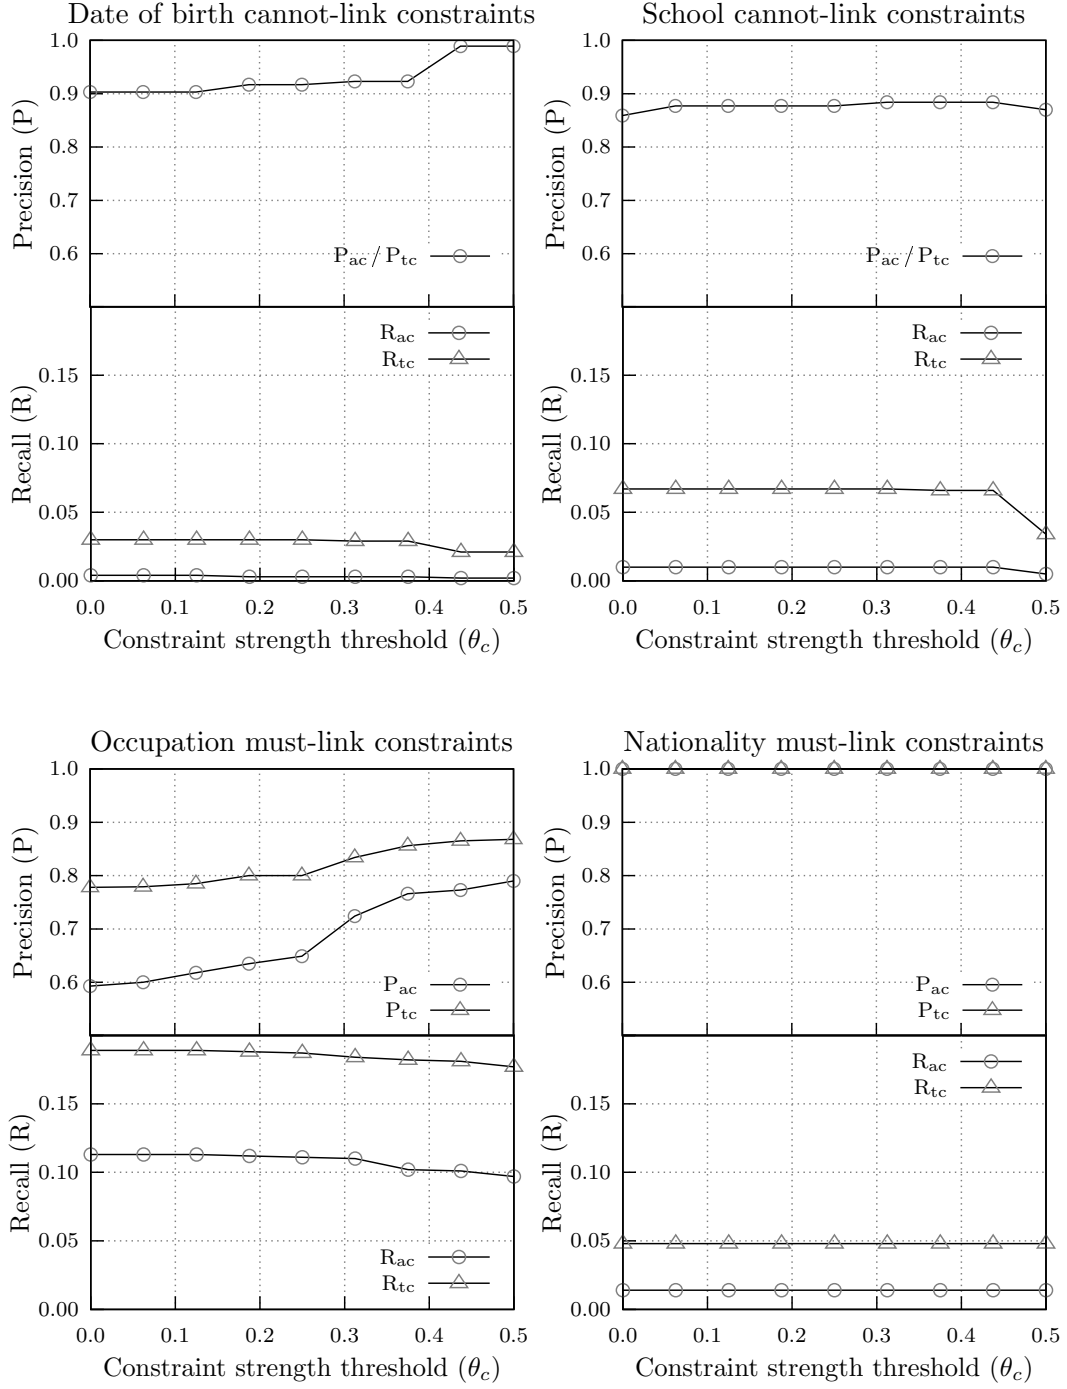 Date of birth cannot-link constraints
1.0
0.9
0.8
0.7
0.6
Precision (P)
P_ac / P_tc
R_ac
R_tc
0.15
0.10
0.05
0.00
Recall (R)
0.0 0.1 0.2 0.3 0.4 0.5
Constraint strength threshold (θ_c)
School cannot-link constraints
1.0
0.9
0.8
0.7
0.6
Precision (P)
P_ac / P_tc
R_ac
R_tc
0.15
0.10
0.05
0.00
Recall (R)
0.0 0.1 0.2 0.3 0.4 0.5
Constraint strength threshold (θ_c)
Occupation must-link constraints
1.0
0.9
0.8
0.7
0.6
Precision (P)
P_ac
P_tc
0.15
0.10
0.05
0.00
Recall (R)
R_ac
R_tc
0.0 0.1 0.2 0.3 0.4 0.5
Constraint strength threshold (θ_c)
Nationality must-link constraints
1.0
0.9
0.8
0.7
0.6
Precision (P)
P_ac
P_tc
R_ac
R_tc
0.15
0.10
0.05
0.00
Recall (R)
0.0 0.1 0.2 0.3 0.4 0.5
Constraint strength threshold (θ_c)